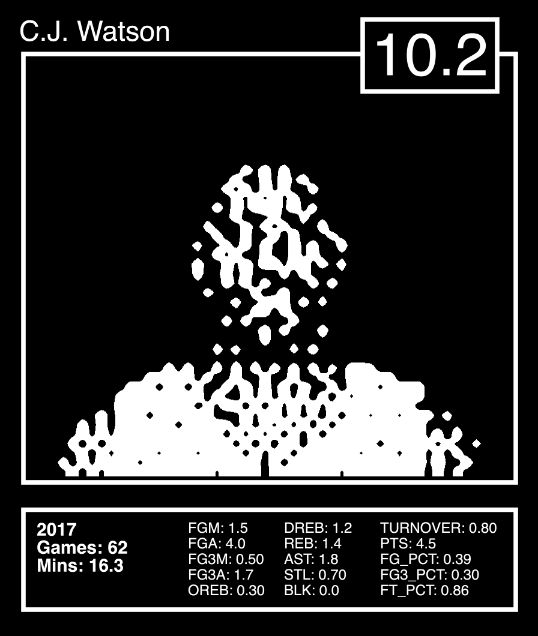 C.J. Watson
10.2
2017
Games: 62
Mins: 16.3
FGM: 1.5
FGA: 4.0
FG3M: 0.50
FG3A: 1.7
OREB: 0.30
DREB: 1.2
REB: 1.4
AST: 1.8
STL: 0.70
BLK: 0.0
TURNOVER: 0.80
PTS: 4.5
FG_PCT: 0.39
FG3_PCT: 0.30
FT_PCT: 0.86